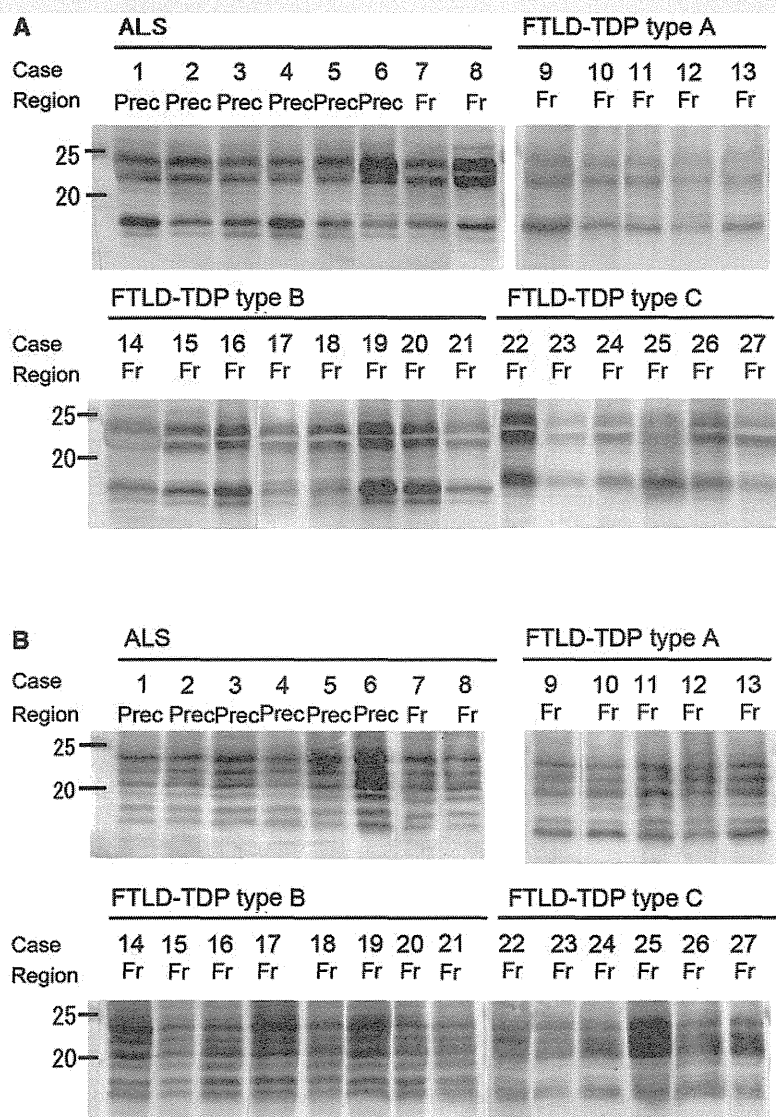 A
ALS
FTLD-TDP type A
Case 1 2 3 4 5 6 7 8 9 10 11 12 13
Region Prec Prec Prec Prec Prec Prec Fr Fr Fr Fr Fr Fr Fr
25
20
FTLD-TDP type B
FTLD-TDP type C
Case 14 15 16 17 18 19 20 21 22 23 24 25 26 27
Region Fr Fr Fr Fr Fr Fr Fr Fr Fr Fr Fr Fr Fr Fr
25
20
B
ALS
FTLD-TDP type A
Case 1 2 3 4 5 6 7 8 9 10 11 12 13
Region Prec Prec Prec Prec Prec Prec Fr Fr Fr Fr Fr Fr Fr
25
20
FTLD-TDP type B
FTLD-TDP type C
Case 14 15 16 17 18 19 20 21 22 23 24 25 26 27
Region Fr Fr Fr Fr Fr Fr Fr Fr Fr Fr Fr Fr Fr Fr
25
20